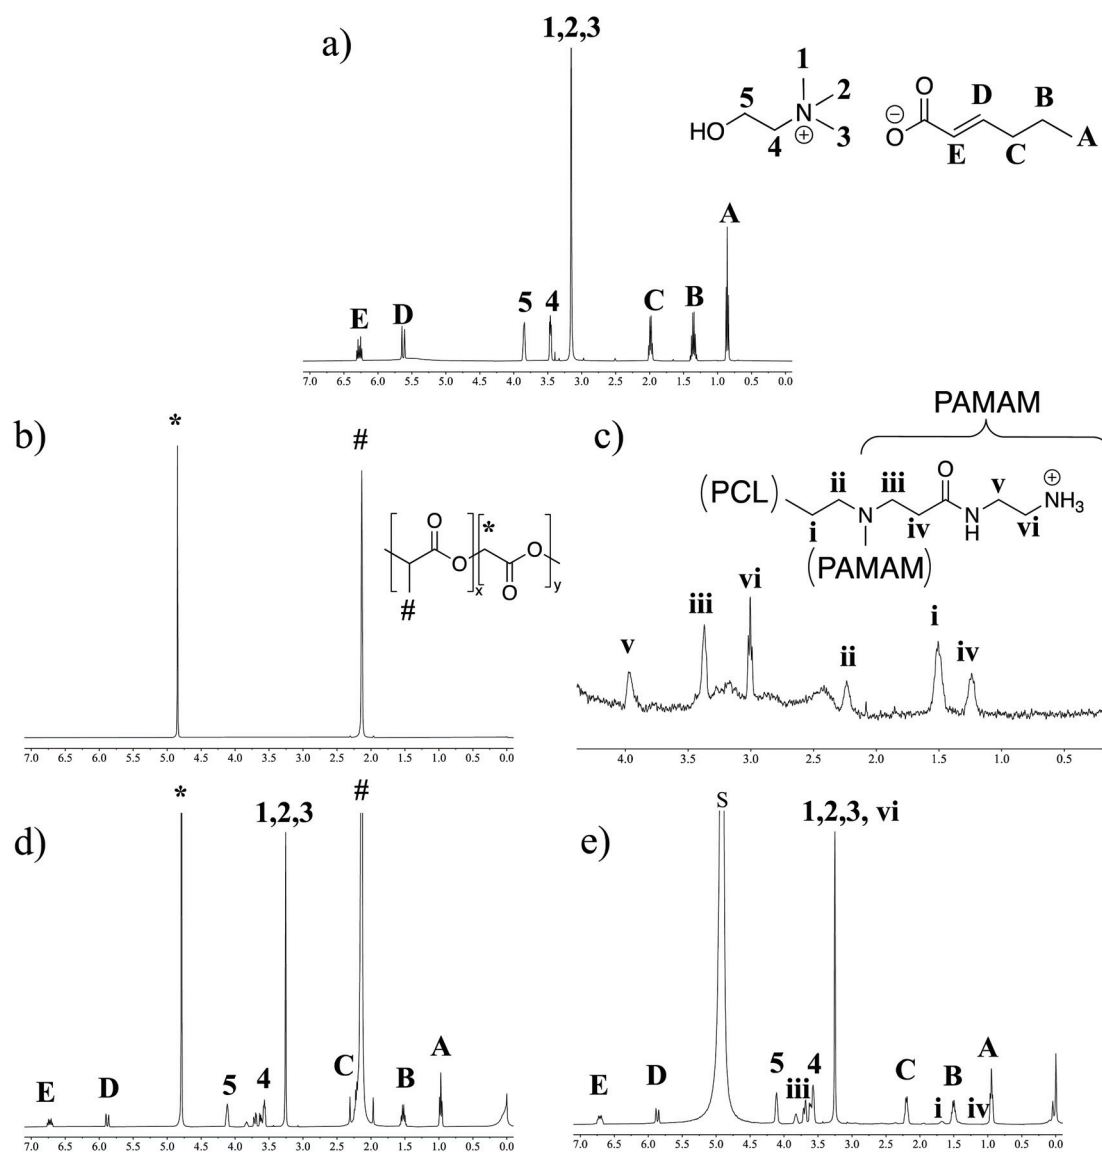 a)
1,2,3
1
2
3
4
5
HO
N
⊕
O
⊖
O
D
B
E
C
A
E
D
5
4
C
B
A
7.0 6.5 6.0 5.5 5.0 4.5 4.0 3.5 3.0 2.5 2.0 1.5 1.0 0.5 0.0
b)
*
#
O
O
*
O
O
x
y
#
7.0 6.5 6.0 5.5 5.0 4.5 4.0 3.5 3.0 2.5 2.0 1.5 1.0 0.5 0.0
c)
PAMAM
(PCL)
ii
iii
O
v
⊕
NH3
i
N
iv
N
H
vi
(PAMAM)
v
iii
vi
ii
i
iv
4.0 3.5 3.0 2.5 2.0 1.5 1.0 0.5
d)
*
1,2,3
#
E
D
5
4
C
B
A
7.0 6.5 6.0 5.5 5.0 4.5 4.0 3.5 3.0 2.5 2.0 1.5 1.0 0.5 0.0
e)
S
1,2,3, vi
E
D
5
iii
4
C
i
B
iv
A
7.0 6.5 6.0 5.5 5.0 4.5 4.0 3.5 3.0 2.5 2.0 1.5 1.0 0.5 0.0